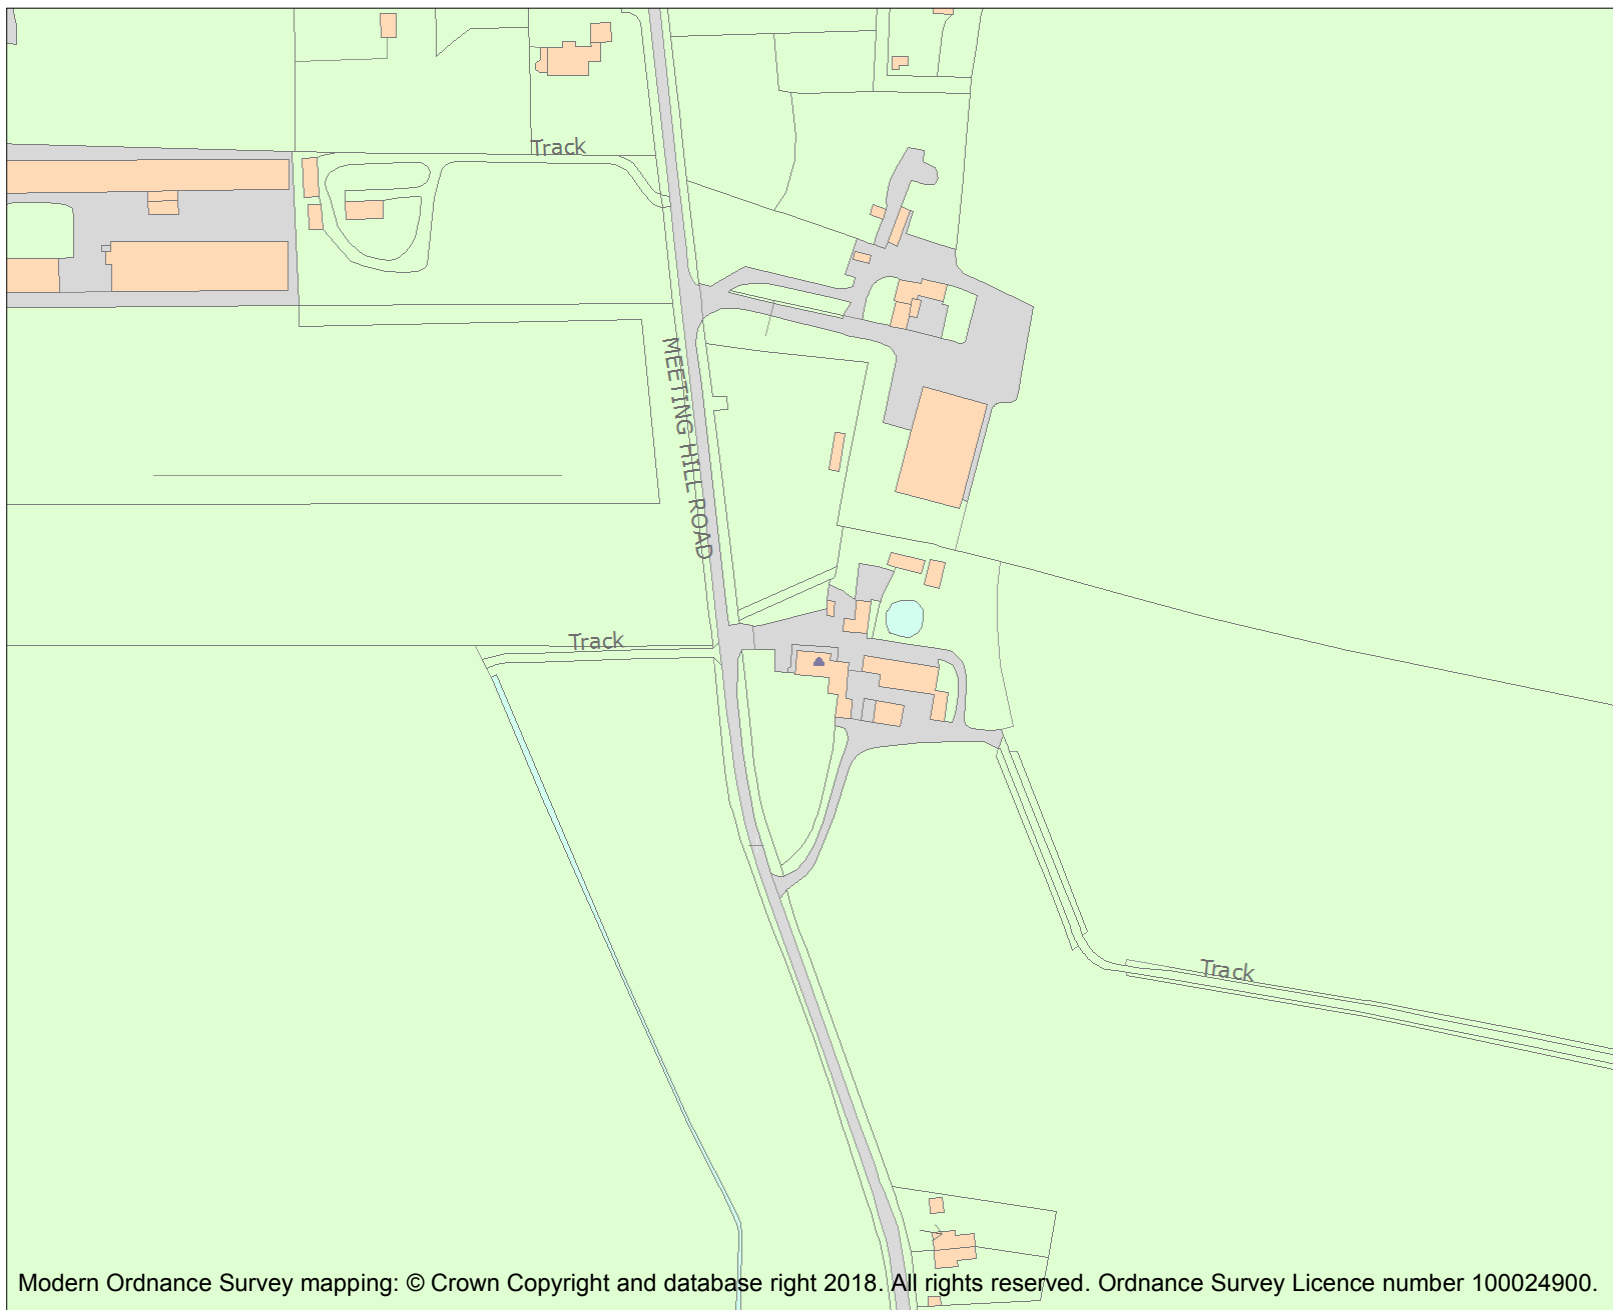 Track
MEETING HILL ROAD
Track
Track
Modern Ordnance Survey mapping: © Crown Copyright and database right 2018. All rights reserved. Ordnance Survey Licence number 100024900.